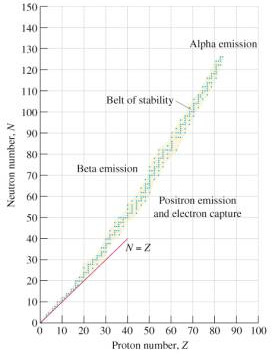 150
140
130
120
110
100
90
80
70
60
50
40
30
20
10
0
Neutron number, N
Alpha emission
Belt of stability
Beta emission
Positron emission
and electron capture
N = Z
0 10 20 30 40 50 60 70 80 90 100
Proton number, Z